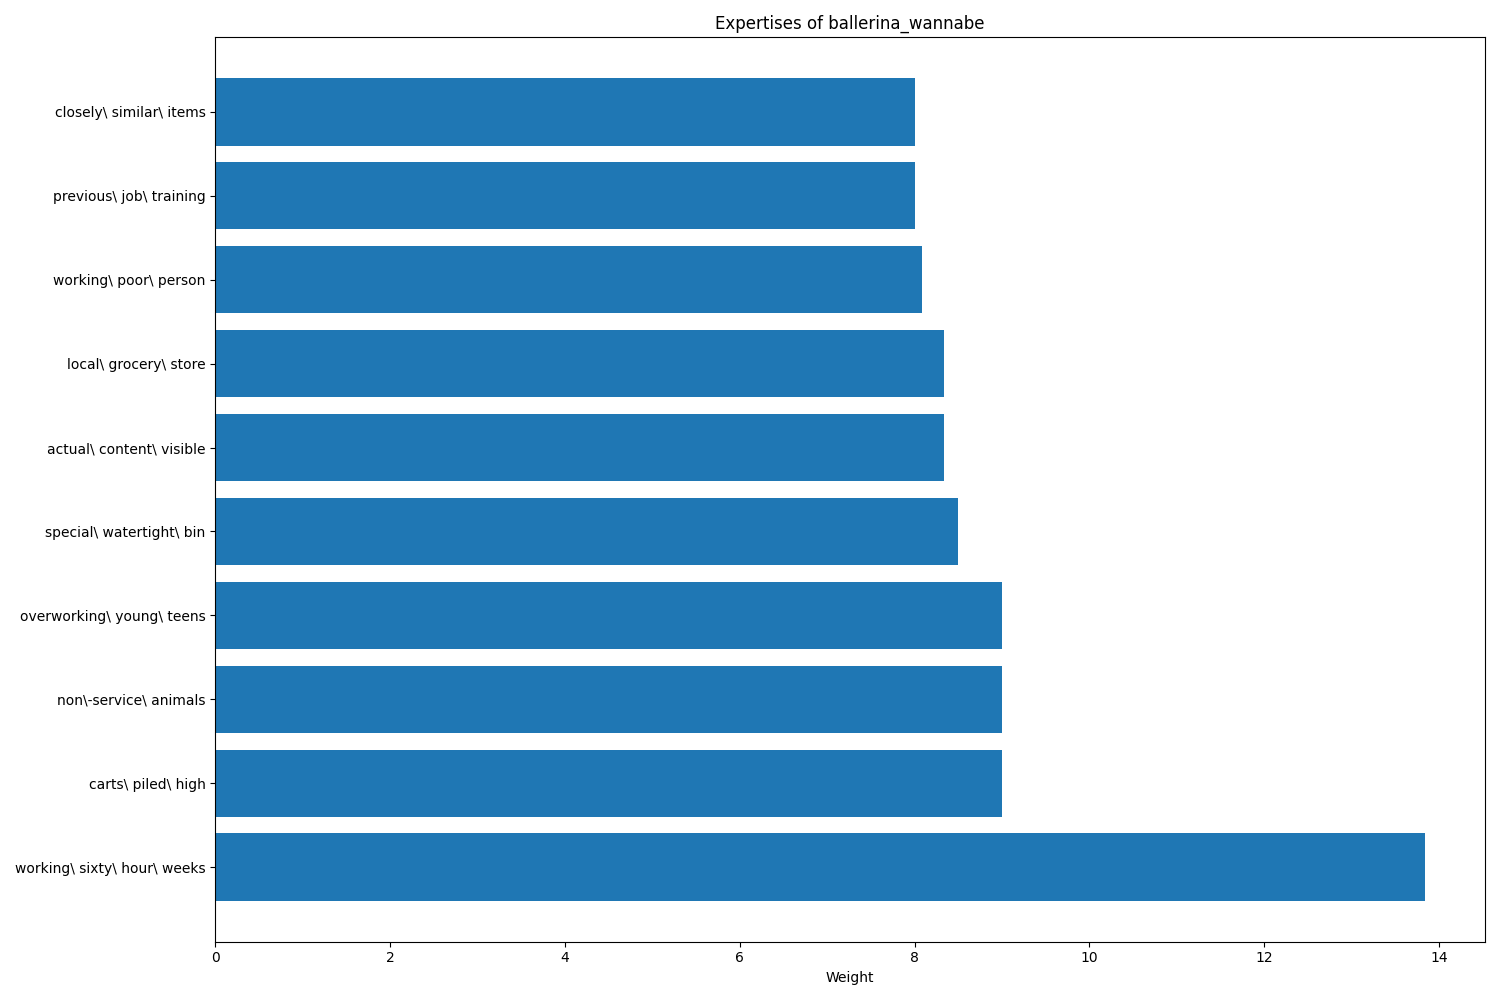 Expertises of ballerina_wannabe
closely\ similar\ items
previous\ job\ training
working\ poor\ person
local\ grocery\ store
actual\ content\ visible
special\ watertight\ bin
overworking\ young\ teens
non\-service\ animals
carts\ piled\ high
working\ sixty\ hour\ weeks
0 2 4 6 8 10 12 14
Weight